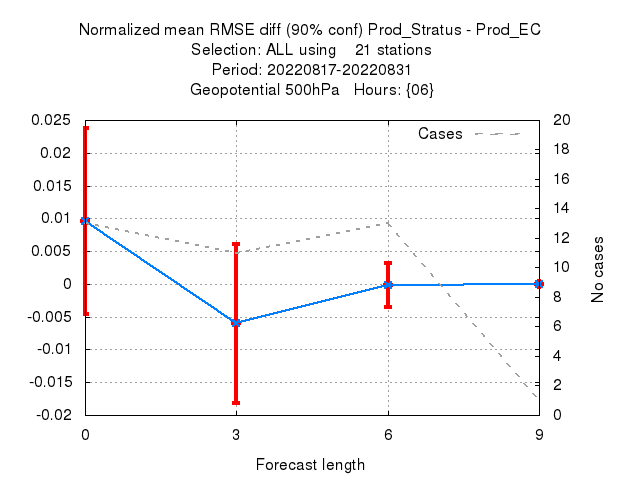 Normalized mean RMSE diff (90% conf) Prod_Stratus - Prod_EC
Selection: ALL using    21 stations
Period: 20220817-20220831
Geopotential 500hPa   Hours: {06}
Cases
0.025
0.02
0.015
0.01
0.005
0
-0.005
-0.01
-0.015
-0.02
20
18
16
14
12
10
8
6
4
2
0
No cases
0 3 6 9
Forecast length